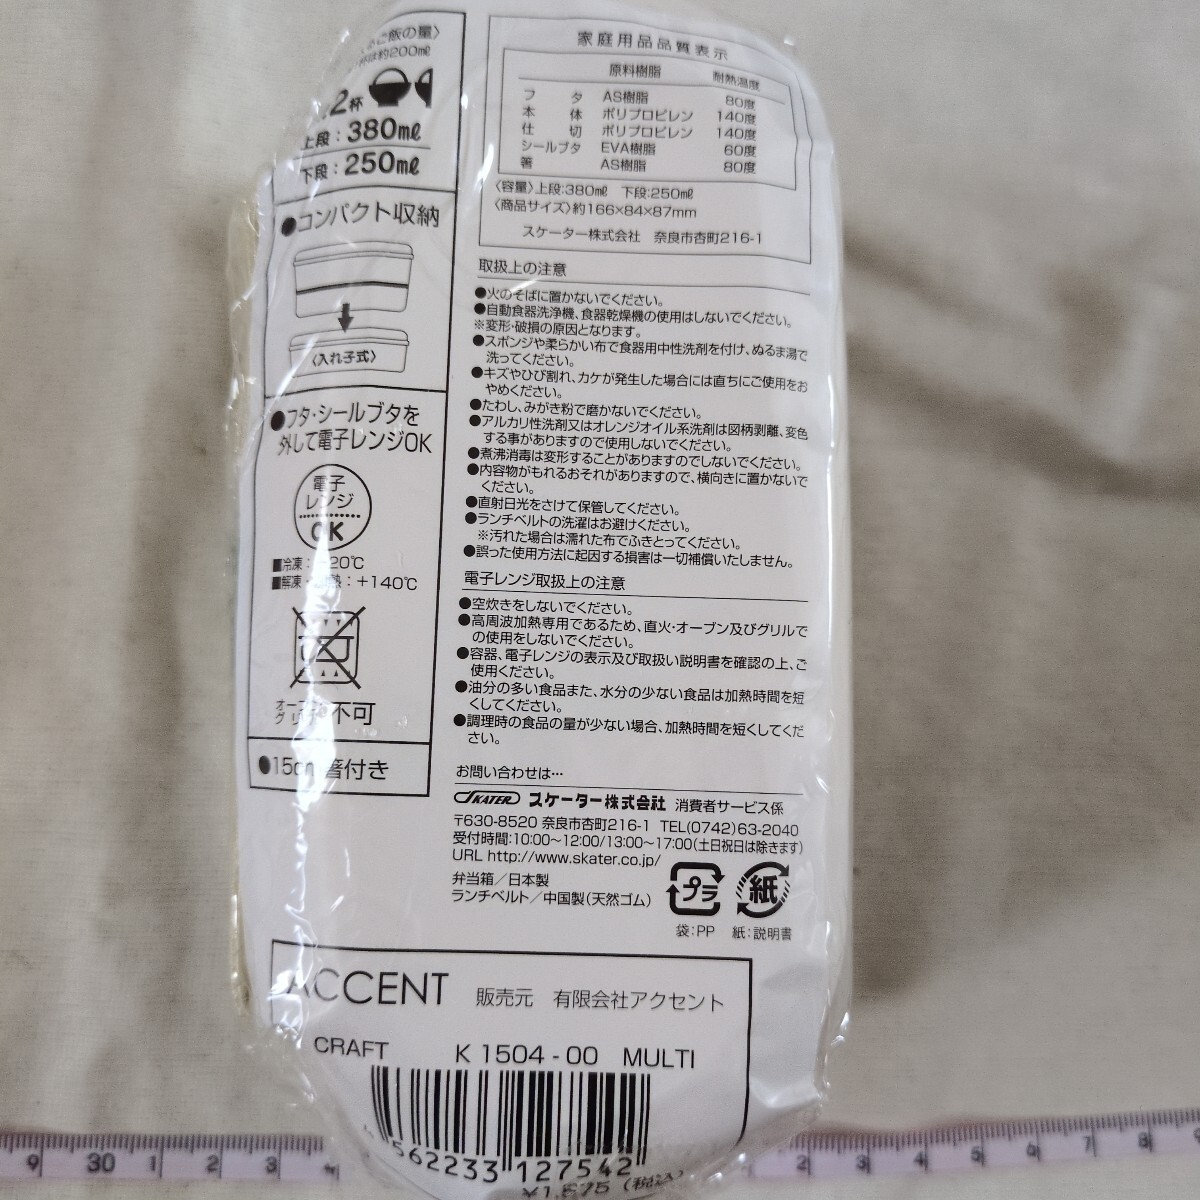 ご飯の量〉
杯は約200㎖
2杯
上段：380㎖
下段：250㎖
●コンパクト収納
〈入れ子式〉
●フタ・シールブタを
外して電子レンジOK
電子
レンジ
OK
■冷凍：−20℃
■解凍・加熱：+140℃
不可
●15cm箸付き
家庭用品品質表示
原料樹脂 耐熱温度
フタ AS樹脂 80度
本体 ポリプロピレン 140度
仕切 ポリプロピレン 140度
シールブタ EVA樹脂 60度
箸 AS樹脂 80度
〈容量〉上段:380㎖ 下段:250㎖
〈商品サイズ〉約166×84×87mm
スケーター株式会社 奈良市杏町216-1
取扱上の注意
●火のそばに置かないでください。
●自動食器洗浄機、食器乾燥機の使用はしないでください。
※変形・破損の原因となります。
●スポンジや柔らかい布で食器用中性洗剤を付け、ぬるま湯で
洗ってください。
●キズやひび割れ、カケが発生した場合には直ちにご使用をお
やめください。
●たわし、みがき粉で磨かないでください。
●アルカリ性洗剤又はオレンジオイル系洗剤は図柄剥離、変色
する事がありますので使用しないでください。
●煮沸消毒は変形することがありますのでしないでください。
●内容物がもれるおそれがありますので、横向きに置かないで
ください。
●直射日光をさけて保管してください。
●ランチベルトの洗濯はお避けください。
※汚れた場合は濡れた布でふきとってください。
●誤った使用方法に起因する損害は一切補償いたしません。
電子レンジ取扱上の注意
●空炊きをしないでください。
●高周波加熱専用であるため、直火・オーブン及びグリルで
の使用をしないでください。
●容器、電子レンジの表示及び取扱い説明書を確認の上、ご
使用ください。
●油分の多い食品また、水分の少ない食品は加熱時間を短
くしてください。
●調理時の食品の量が少ない場合、加熱時間を短くしてくだ
さい。
お問い合わせは…
SKATER スケーター株式会社 消費者サービス係
〒630-8520 奈良市杏町216-1 TEL(0742)63-2040
受付時間:10:00〜12:00/13:00〜17:00(土日祝日は除きます)
URL http://www.skater.co.jp/
弁当箱／日本製
ランチベルト／中国製(天然ゴム)
プラ 紙
袋:PP 紙:説明書
ACCENT 販売元 有限会社アクセント
CRAFT K 1504-00 MULTI
4 562233 127542
¥1,575 (税込)
9 30 1 2 3 4
2 3 4 5 6 7 8 9